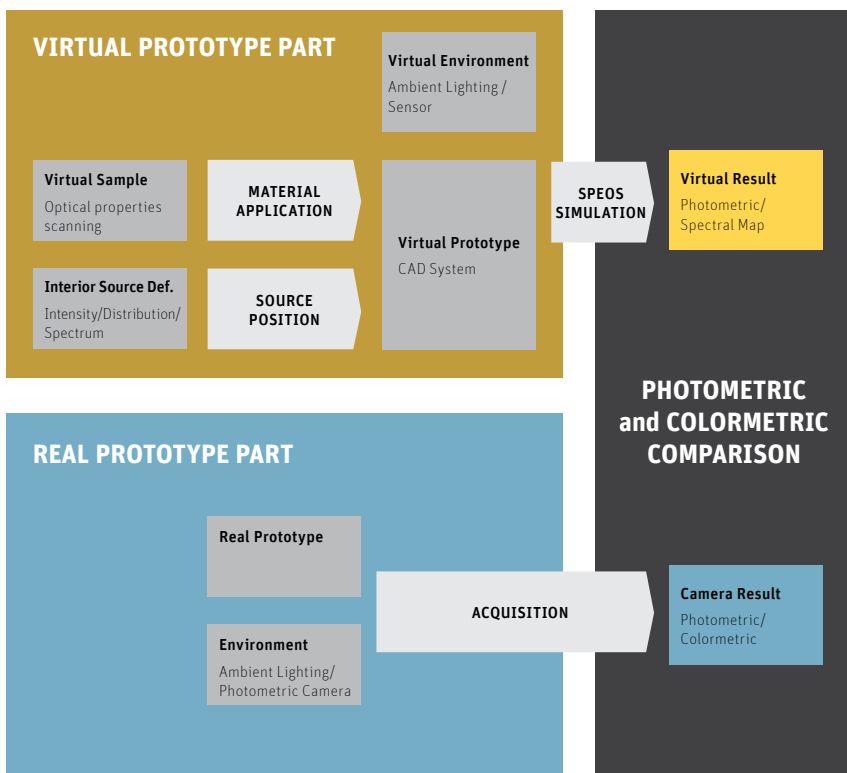 VIRTUAL PROTOTYPE PART
Virtual Environment
Ambient Lighting /
Sensor
Virtual Sample
Optical properties
scanning
MATERIAL
APPLICATION
Interior Source Def.
Intensity/Distribution/
Spectrum
SOURCE
POSITION
Virtual Prototype
CAD System
SPEOS
SIMULATION
Virtual Result
Photometric/
Spectral Map
PHOTOMETRIC
and COLORMETRIC
COMPARISON
REAL PROTOTYPE PART
Real Prototype
Environment
Ambient Lighting/
Photometric Camera
ACQUISITION
Camera Result
Photometric/
Colormetric